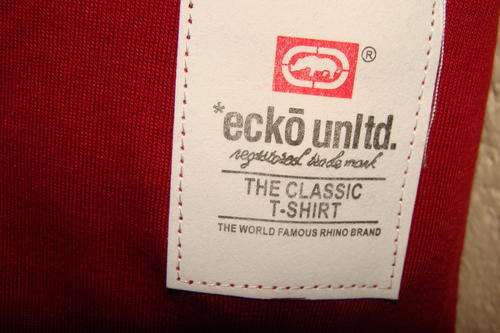 ®
*eckō unltd.
registered trade mark
THE CLASSIC
T-SHIRT
THE WORLD FAMOUS RHINO BRAND